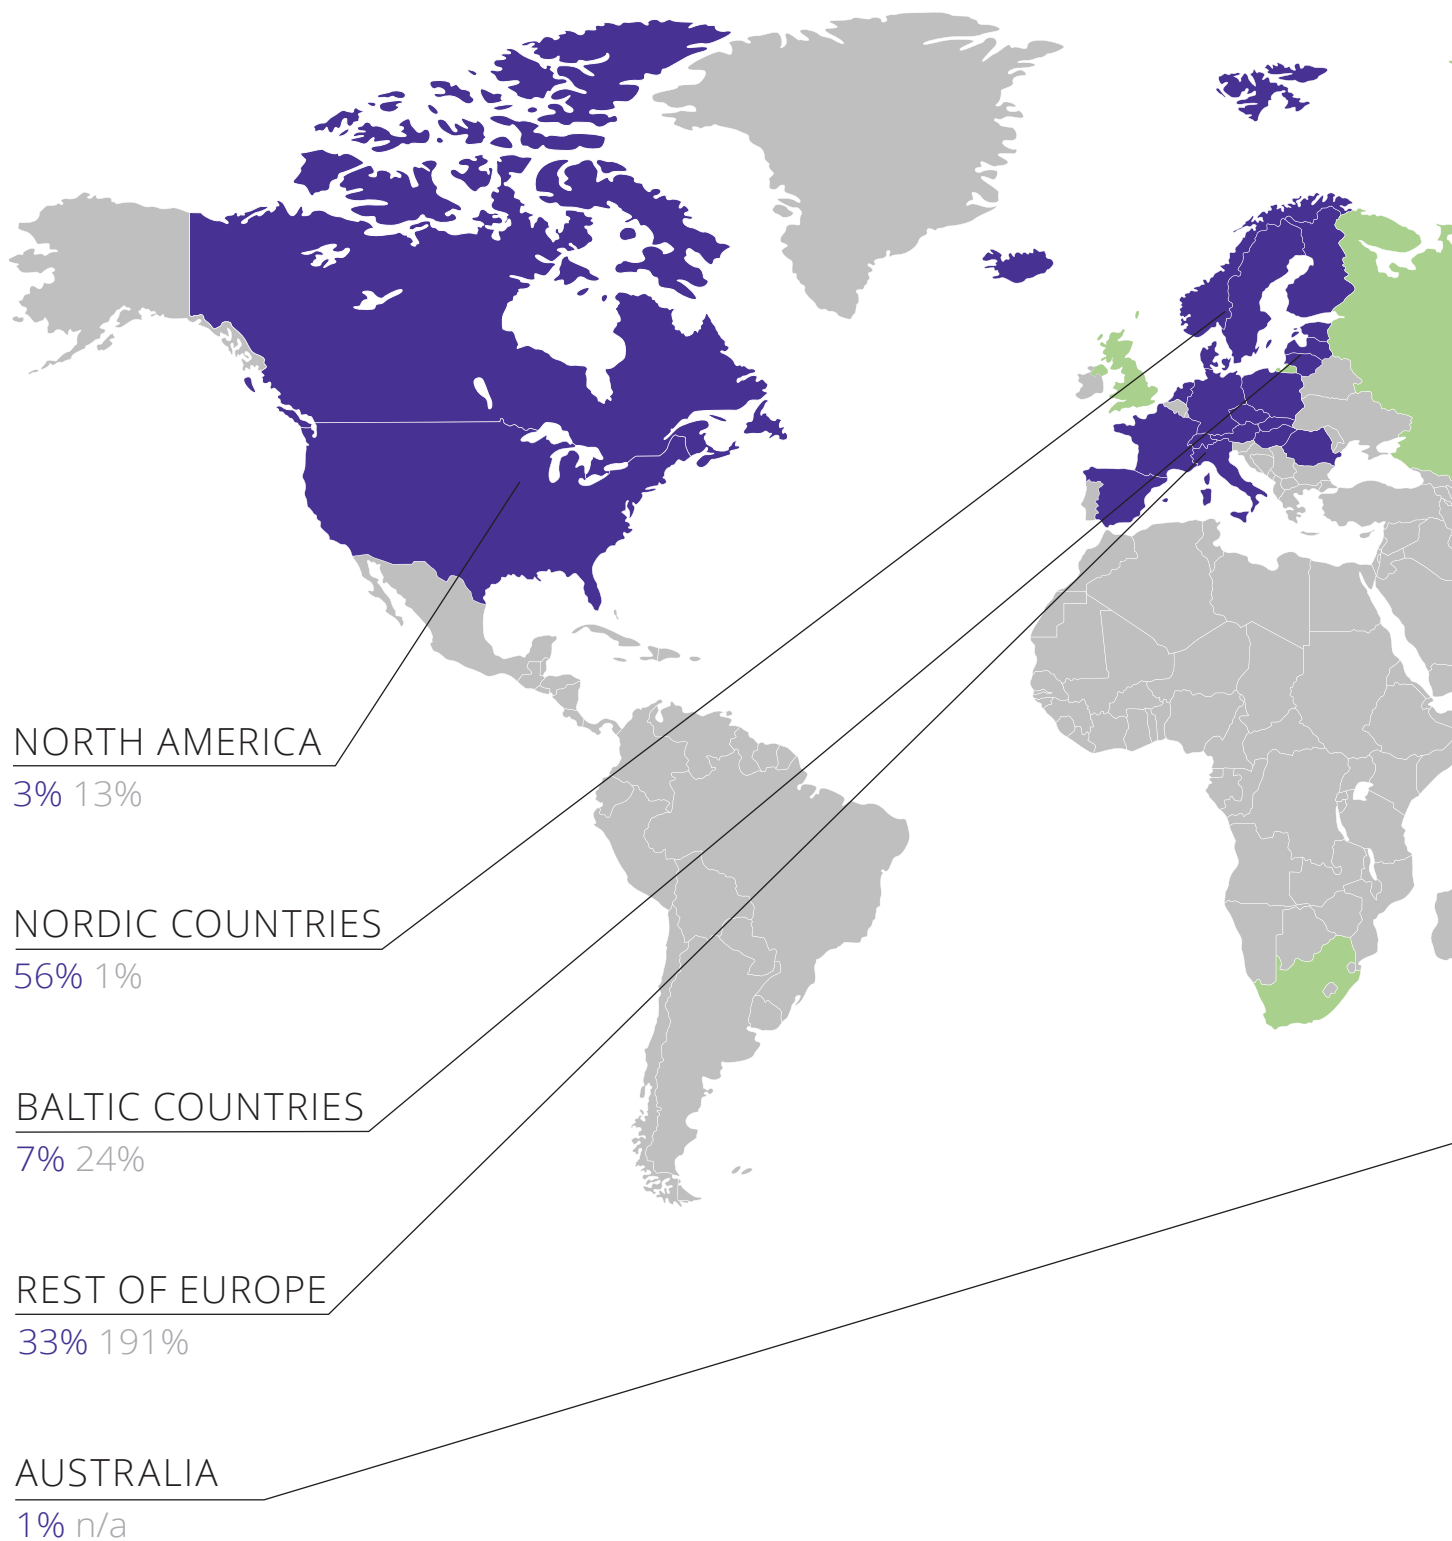 NORTH AMERICA
3% 13%
NORDIC COUNTRIES
56% 1%
BALTIC COUNTRIES
7% 24%
REST OF EUROPE
33% 191%
AUSTRALIA
1% n/a